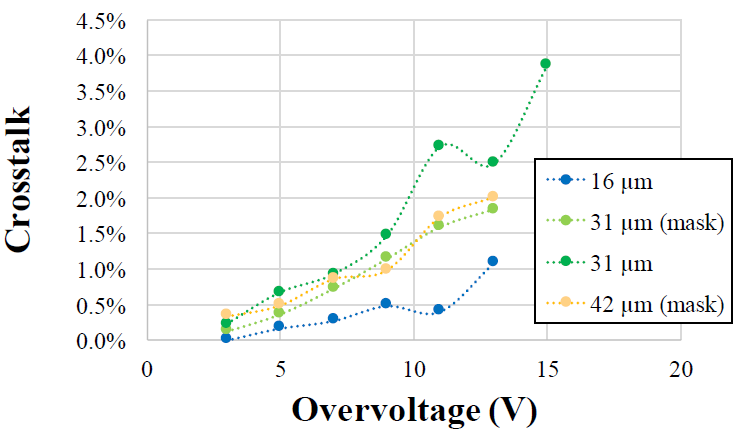 4.5%
4.0%
3.5%
3.0%
2.5%
2.0%
1.5%
1.0%
0.5%
0.0%
Crosstalk
0 5 10 15 20
Overvoltage (V)
16 µm
31 µm (mask)
31 µm
42 µm (mask)